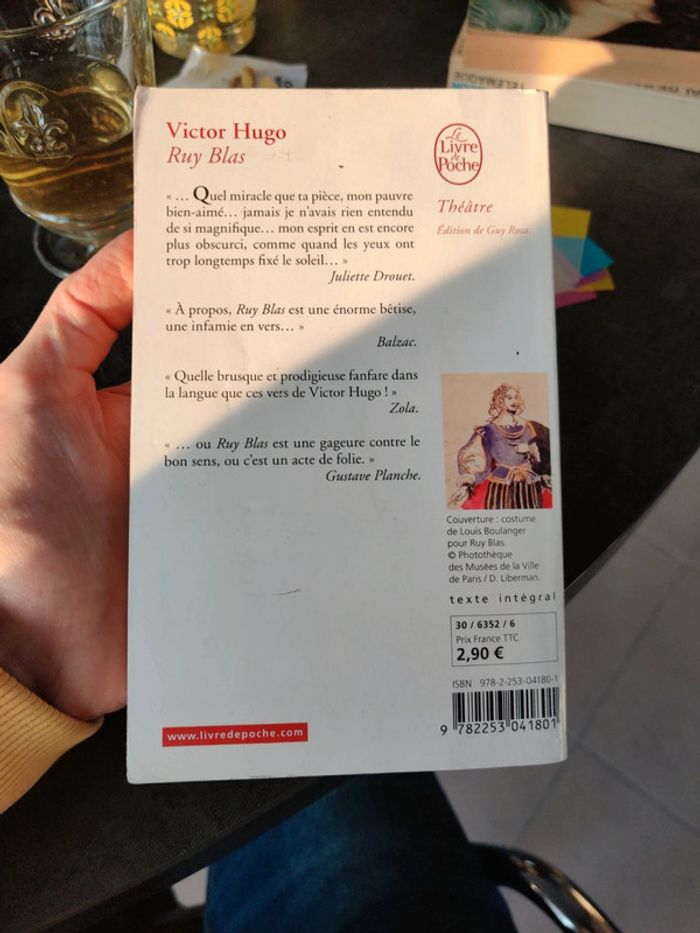 Victor Hugo
Ruy Blas
« … Quel miracle que ta pièce, mon pauvre
bien-aimé… jamais je n'avais rien entendu
de si magnifique… mon esprit en est encore
plus obscurci, comme quand les yeux ont
trop longtemps fixé le soleil… »
Juliette Drouet.
« À propos, Ruy Blas est une énorme bêtise,
une infamie en vers… »
Balzac.
« Quelle brusque et prodigieuse fanfare dans
la langue que ces vers de Victor Hugo ! »
Zola.
« … ou Ruy Blas est une gageure contre le
bon sens, ou c'est un acte de folie. »
Gustave Planche.
www.livredepoche.com
Le
Livre
de
Poche
Théâtre
Édition de Guy Rosa.
Couverture : costume
de Louis Boulanger
pour Ruy Blas.
© Photothèque
des Musées de la Ville
de Paris / D. Liberman.
texte intégral
30 / 6352 / 6
Prix France TTC
2,90 €
ISBN 978-2-253-04180-1
9 782253 041801
TÉLÉMAQUE